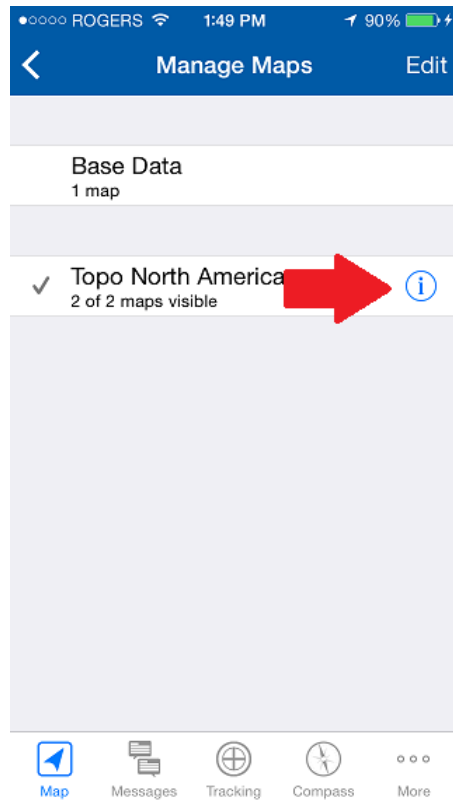 ROGERS 1:49 PM 90%
Manage Maps Edit
Base Data
1 map
Topo North America
2 of 2 maps visible
i
Map Messages Tracking Compass More